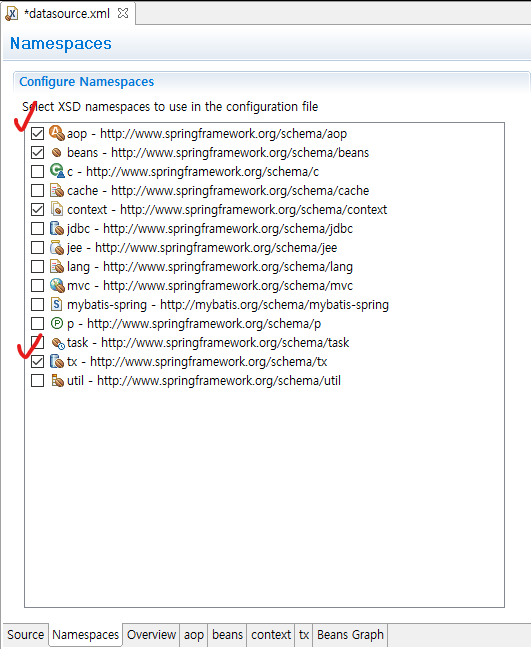 *datasource.xml
Namespaces
Configure Namespaces
Select XSD namespaces to use in the configuration file
aop - http://www.springframework.org/schema/aop
beans - http://www.springframework.org/schema/beans
c - http://www.springframework.org/schema/c
cache - http://www.springframework.org/schema/cache
context - http://www.springframework.org/schema/context
jdbc - http://www.springframework.org/schema/jdbc
jee - http://www.springframework.org/schema/jee
lang - http://www.springframework.org/schema/lang
mvc - http://www.springframework.org/schema/mvc
mybatis-spring - http://mybatis.org/schema/mybatis-spring
p - http://www.springframework.org/schema/p
task - http://www.springframework.org/schema/task
tx - http://www.springframework.org/schema/tx
util - http://www.springframework.org/schema/util
Source Namespaces Overview aop beans context tx Beans Graph